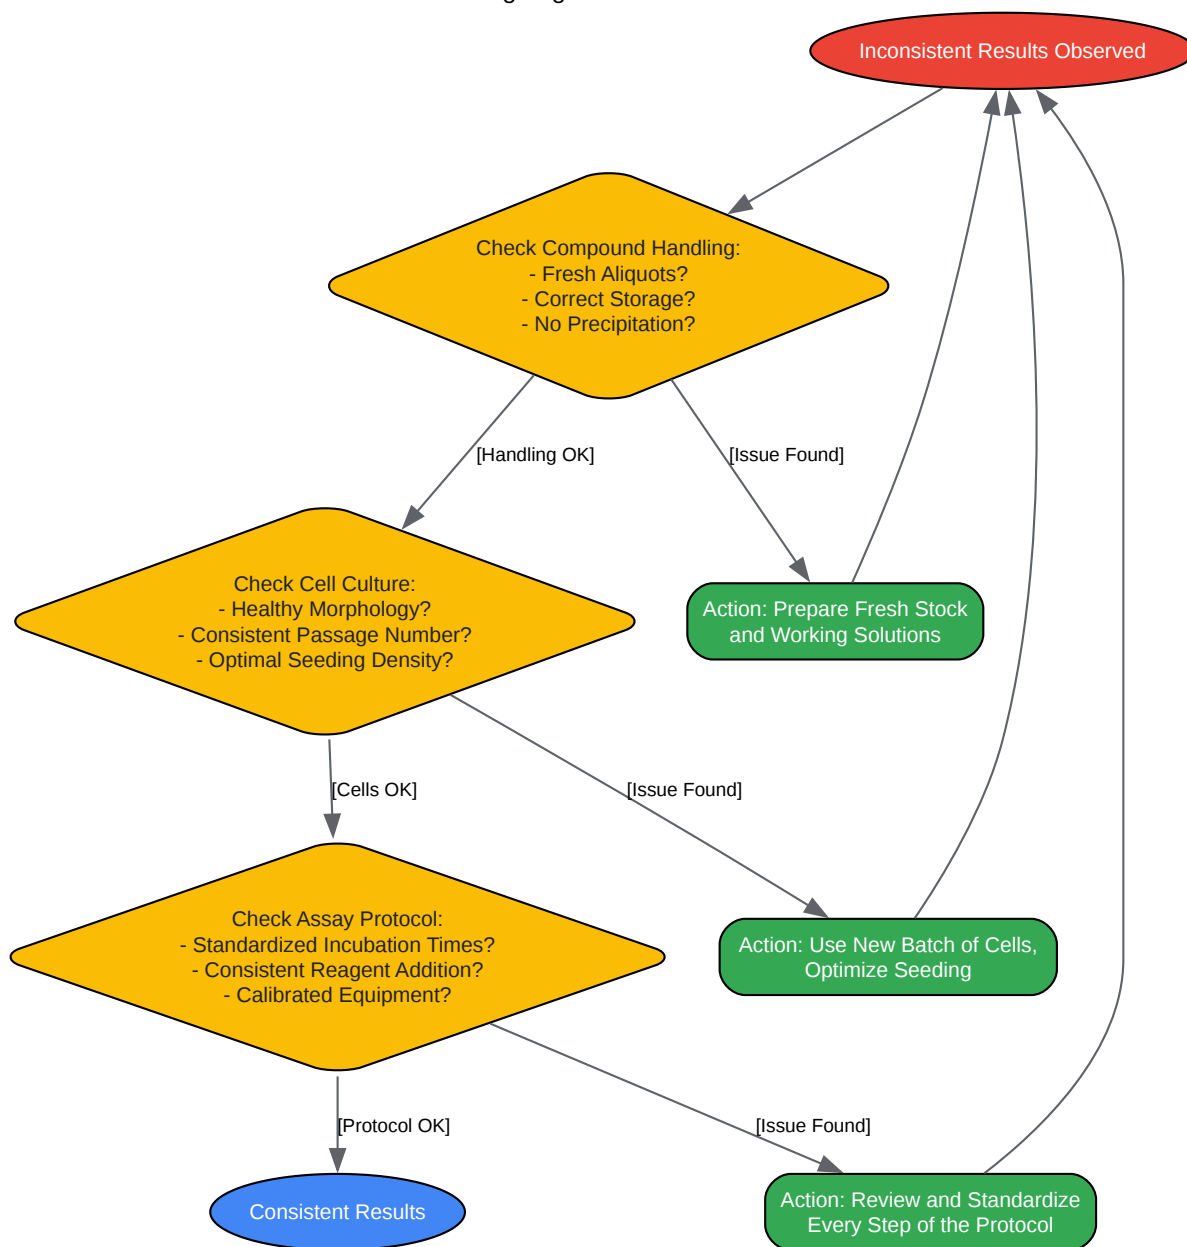 Inconsistent Results Observed
Check Compound Handling:
- Fresh Aliquots?
- Correct Storage?
- No Precipitation?
[Handling OK]
[Issue Found]
Check Cell Culture:
- Healthy Morphology?
- Consistent Passage Number?
- Optimal Seeding Density?
Action: Prepare Fresh Stock
and Working Solutions
[Cells OK]
[Issue Found]
Check Assay Protocol:
- Standardized Incubation Times?
- Consistent Reagent Addition?
- Calibrated Equipment?
Action: Use New Batch of Cells,
Optimize Seeding
[Protocol OK]
[Issue Found]
Consistent Results
Action: Review and Standardize
Every Step of the Protocol